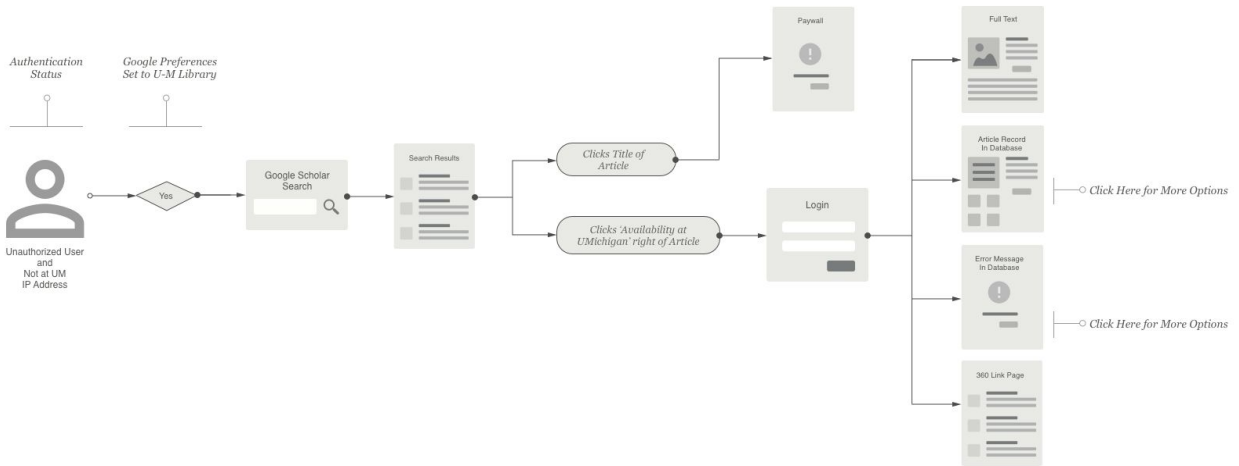 Authentication
Status
Google Preferences
Set to U-M Library
Unauthorized User
and
Not at UM
IP Address
Yes
Google Scholar
Search
Search Results
Clicks Title of
Article
Clicks 'Availability at
UMichigan' right of Article
Paywall
Login
Full Text
Article Record
In Database
Click Here for More Options
Error Message
In Database
Click Here for More Options
360 Link Page